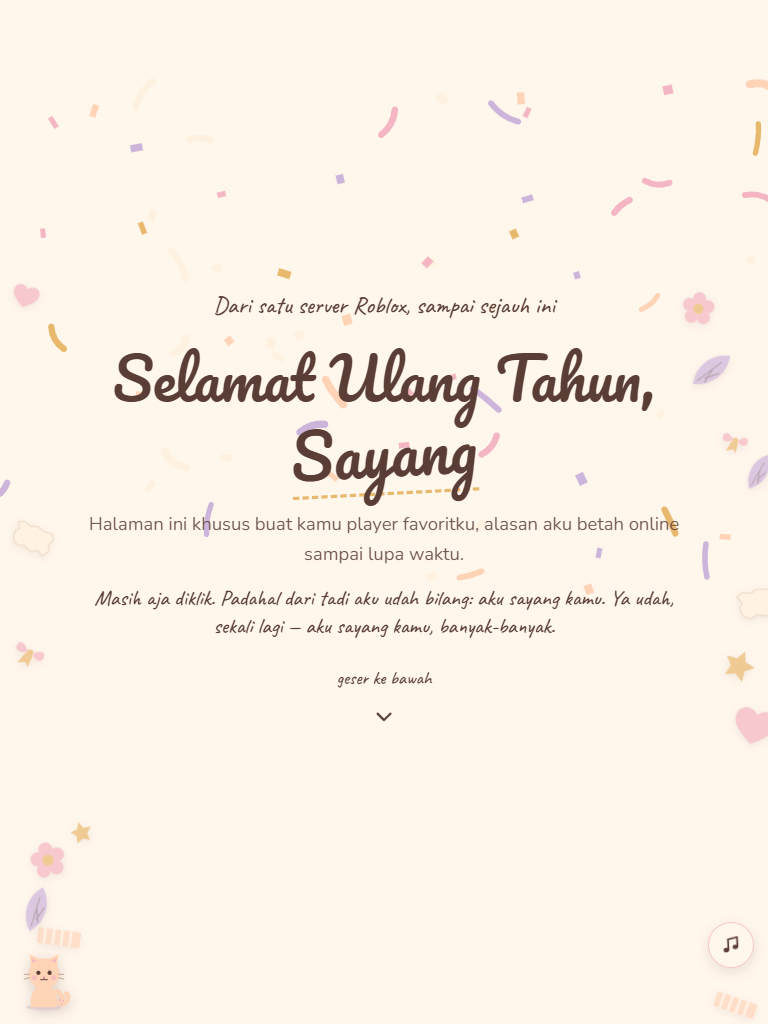 Dari satu server Roblox, sampai sejauh ini
Selamat Ulang Tahun,
Sayang
Halaman ini khusus buat kamu player favoritku, alasan aku betah online
sampai lupa waktu.
Masih aja diklik. Padahal dari tadi aku udah bilang: aku sayang kamu. Ya udah,
sekali lagi — aku sayang kamu, banyak-banyak.
geser ke bawah